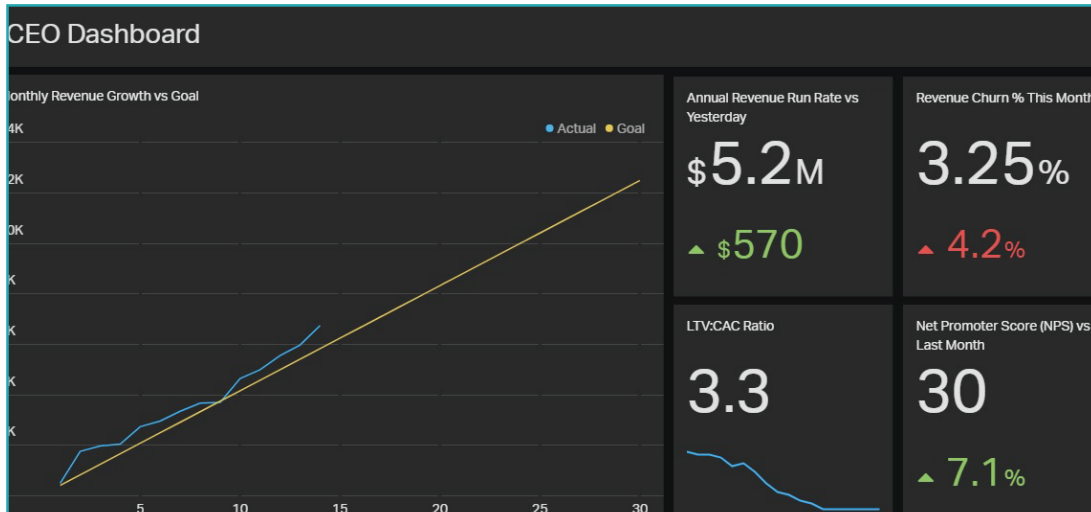 CEO Dashboard
onthly Revenue Growth vs Goal
4K
Actual Goal
2K
0K
K
K
K
K
5 10 15 20 25 30
Annual Revenue Run Rate vs
Yesterday
$5.2M
$570
Revenue Churn % This Month
3.25%
4.2%
LTV:CAC Ratio
3.3
Net Promoter Score (NPS) vs
Last Month
30
7.1%